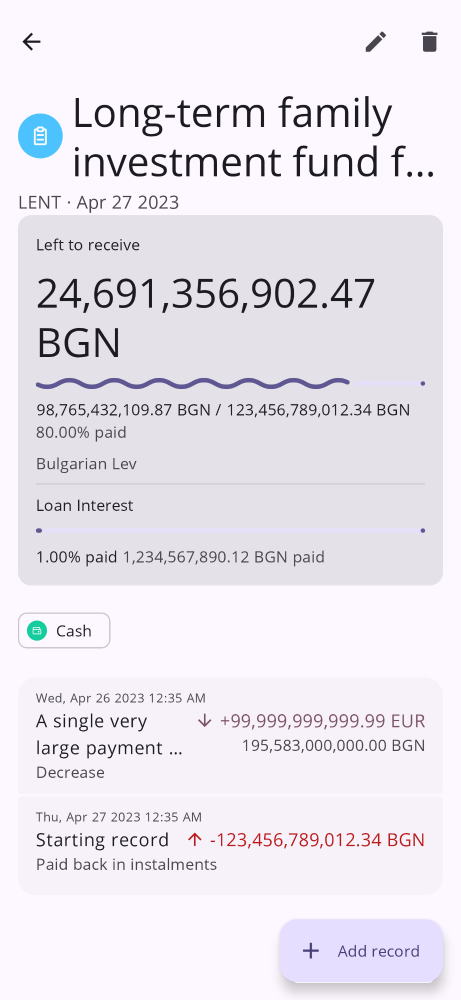 Long-term family
investment fund f...
LENT · Apr 27 2023
Left to receive
24,691,356,902.47
BGN
98,765,432,109.87 BGN / 123,456,789,012.34 BGN
80.00% paid
Bulgarian Lev
Loan Interest
1.00% paid 1,234,567,890.12 BGN paid
Cash
Wed, Apr 26 2023 12:35 AM
A single very
large payment ...
+99,999,999,999.99 EUR
195,583,000,000.00 BGN
Decrease
Thu, Apr 27 2023 12:35 AM
Starting record -123,456,789,012.34 BGN
Paid back in instalments
Add record